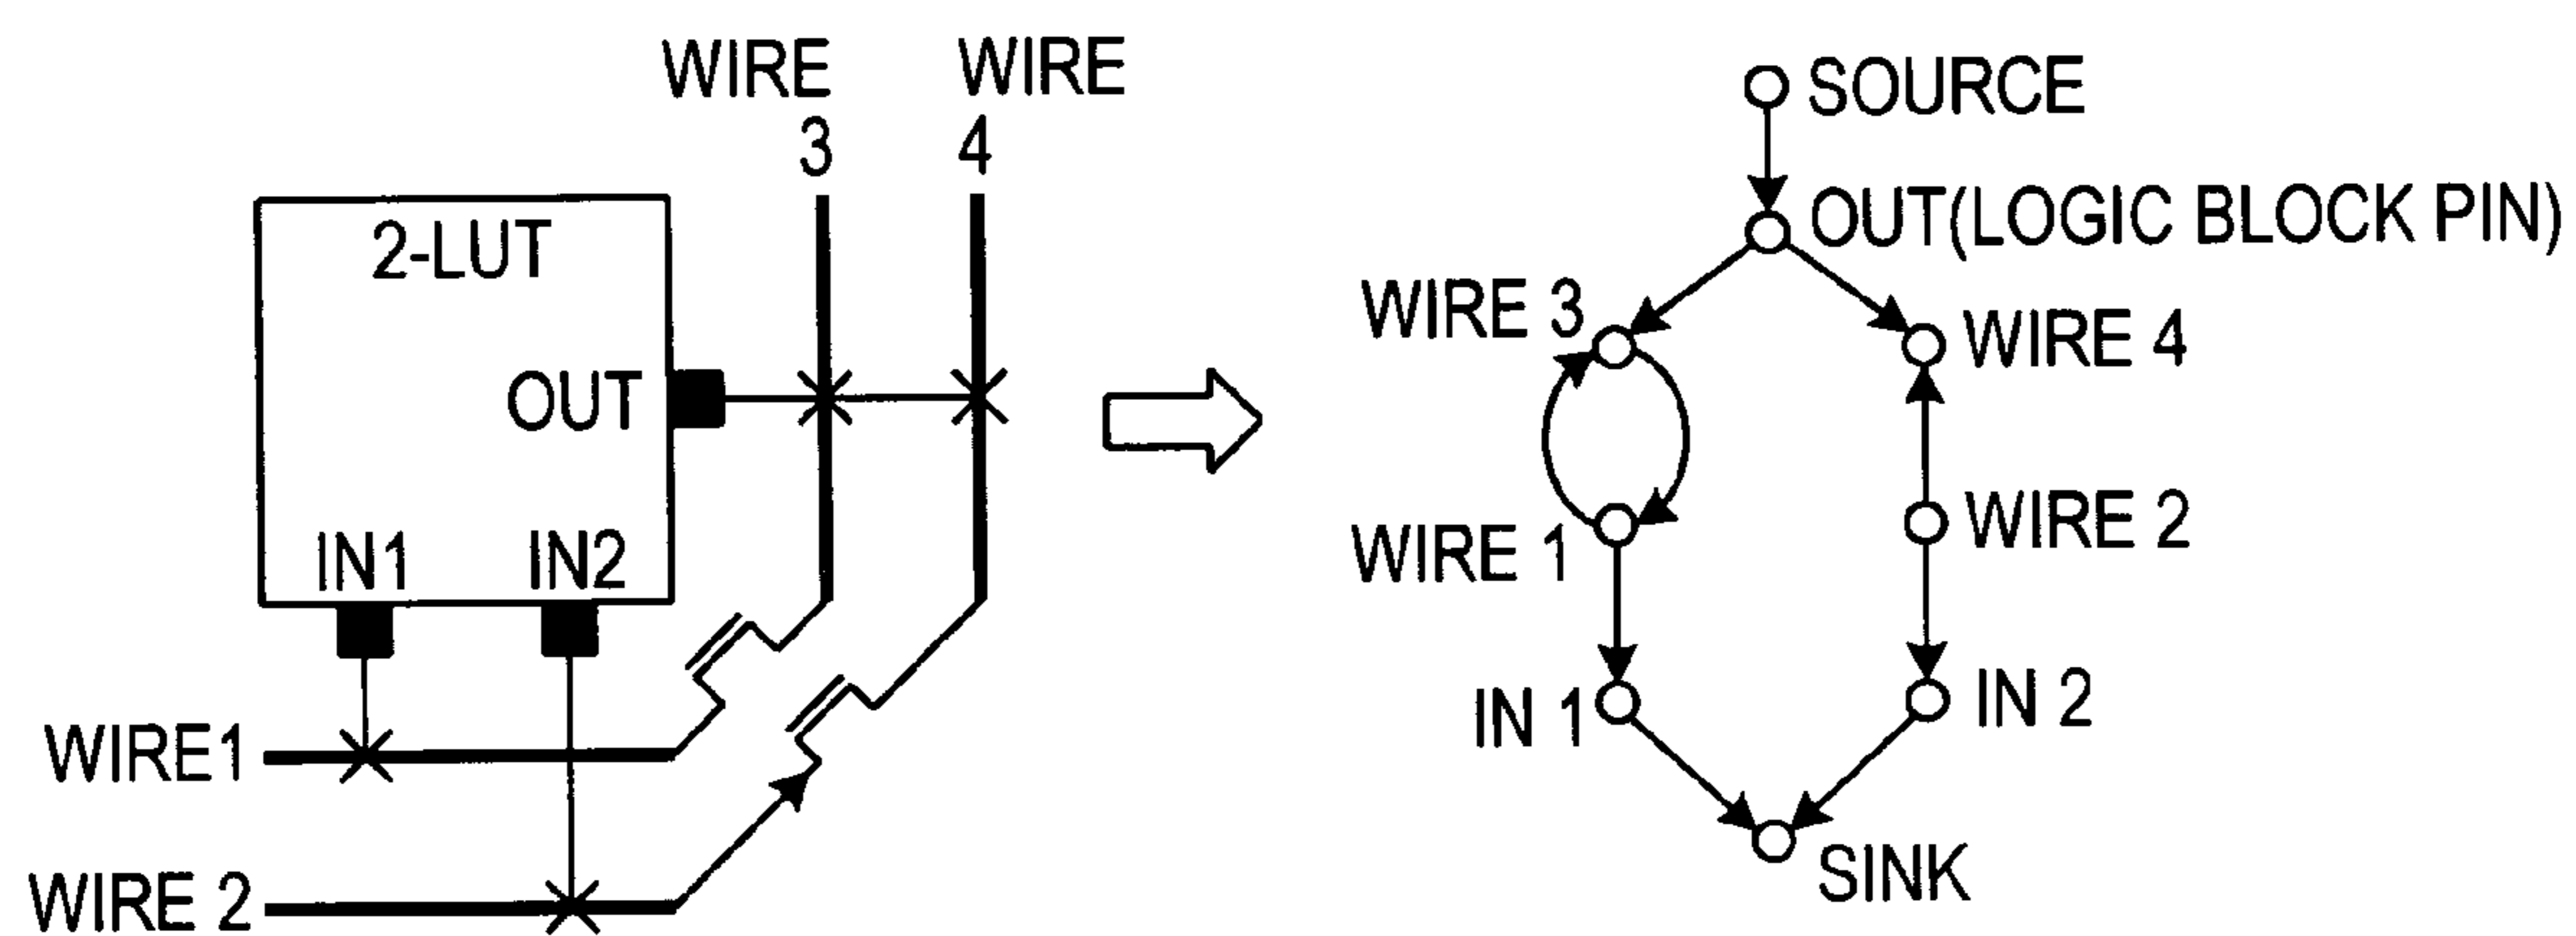 WIRE 3
WIRE 4
2-LUT
OUT
IN1
IN2
WIRE1
WIRE 2
SOURCE
OUT(LOGIC BLOCK PIN)
WIRE 3
WIRE 4
WIRE 1
WIRE 2
IN 1
IN 2
SINK